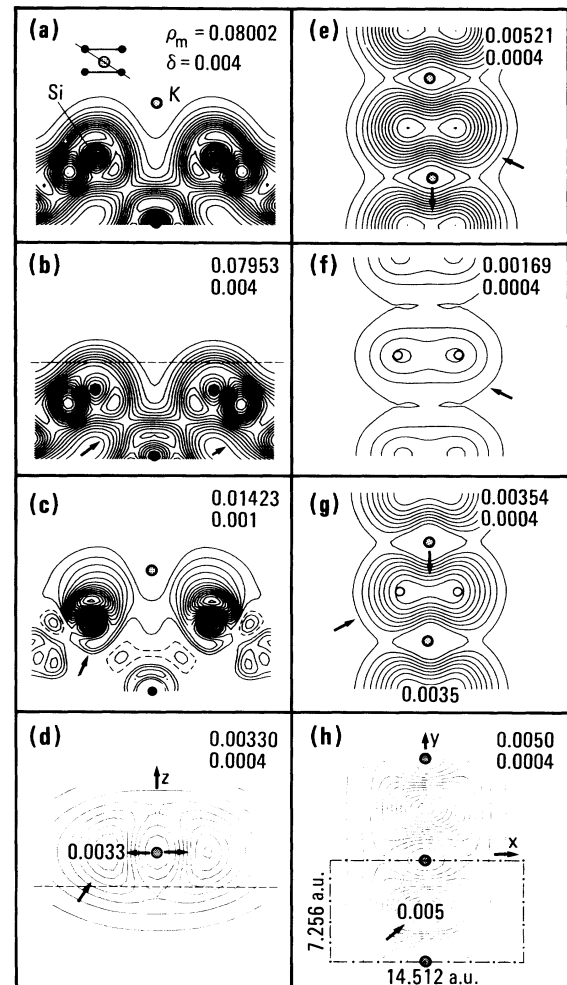 (a)
ρm = 0.08002
δ = 0.004
Si
K
(b)
0.07953
0.004
(c)
0.01423
0.001
(d)
0.00330
0.0004
z
0.0033
(e)
0.00521
0.0004
(f)
0.00169
0.0004
(g)
0.00354
0.0004
0.0035
(h)
0.0050
0.0004
y
x
0.005
7.256 a.u.
14.512 a.u.